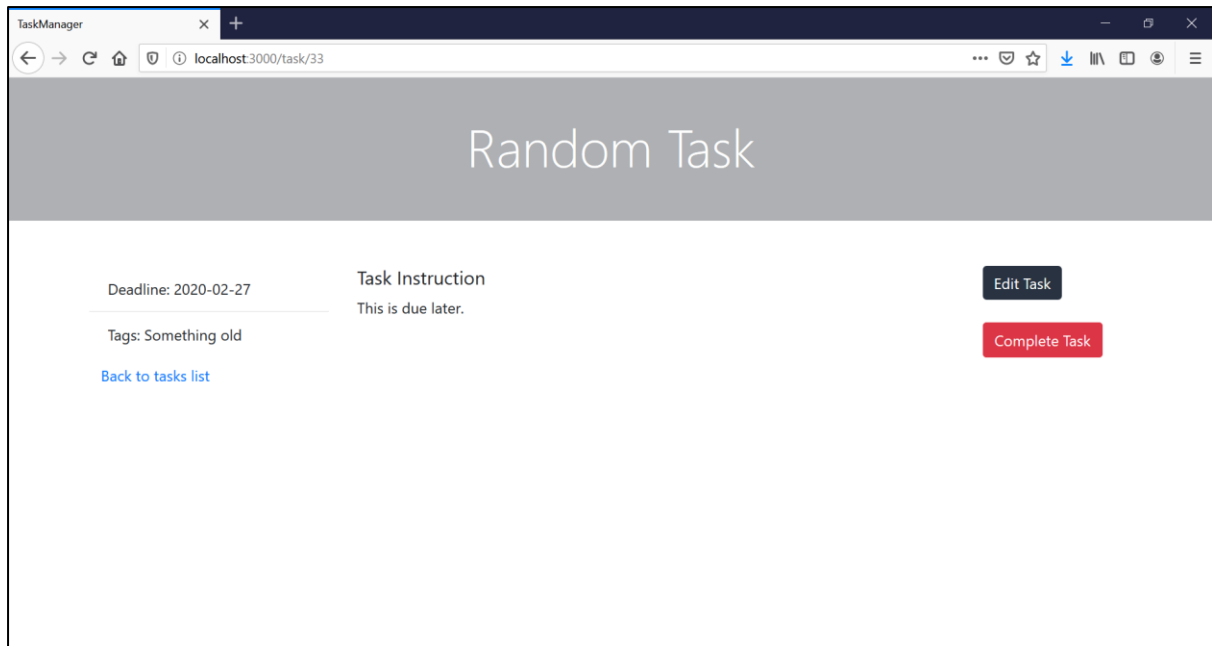 TaskManager
localhost:3000/task/33
Random Task
Deadline: 2020-02-27
Tags: Something old
Back to tasks list
Task Instruction
This is due later.
Edit Task
Complete Task